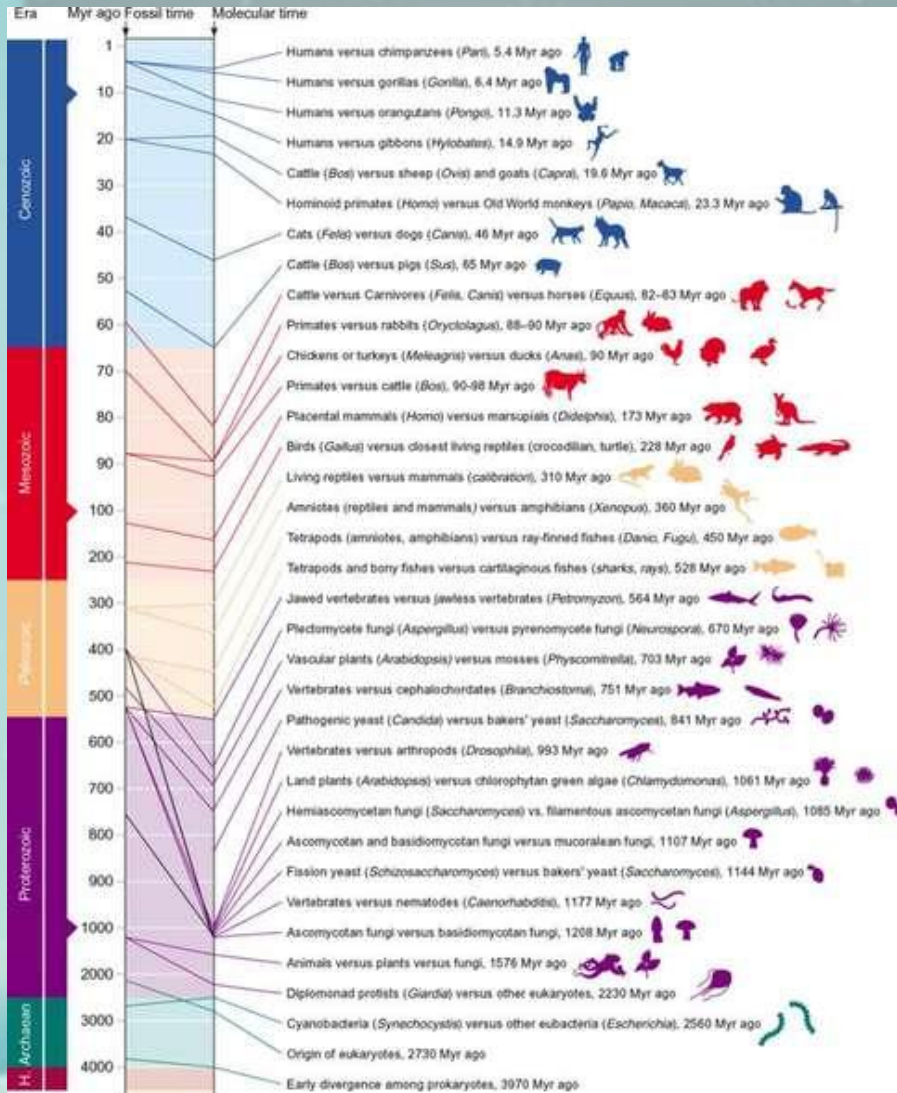 Era Myr ago Fossil time Molecular time
1
10
20
30
40
50
60
70
80
90
100
200
300
400
500
600
700
800
900
1000
2000
3000
4000
Cenozoic
Mesozoic
Paleozoic
Proterozoic
Archaean
H.
Humans versus chimpanzees (Pan), 5.4 Myr ago
Humans versus gorillas (Gorilla), 6.4 Myr ago
Humans versus orangutans (Pongo), 11.3 Myr ago
Humans versus gibbons (Hylobates), 14.9 Myr ago
Cattle (Bos) versus sheep (Ovis) and goats (Capra), 19.6 Myr ago
Hominoid primates (Homo) versus Old World monkeys (Papio, Macaca), 23.3 Myr ago
Cats (Felis) versus dogs (Canis), 46 Myr ago
Cattle (Bos) versus pigs (Sus), 65 Myr ago
Cattle versus Carnivores (Felis, Canis) versus horses (Equus), 82–83 Myr ago
Primates versus rabbits (Oryctolagus), 88–90 Myr ago
Chickens or turkeys (Meleagris) versus ducks (Anas), 90 Myr ago
Primates versus cattle (Bos), 90-98 Myr ago
Placental mammals (Homo) versus marsupials (Didelphis), 173 Myr ago
Birds (Gallus) versus closest living reptiles (crocodilian, turtle), 228 Myr ago
Living reptiles versus mammals (calibration), 310 Myr ago
Amniotes (reptiles and mammals) versus amphibians (Xenopus), 360 Myr ago
Tetrapods (amniotes, amphibians) versus ray-finned fishes (Danio, Fugu), 450 Myr ago
Tetrapods and bony fishes versus cartilaginous fishes (sharks, rays), 528 Myr ago
Jawed vertebrates versus jawless vertebrates (Petromyzon), 564 Myr ago
Plectomycete fungi (Aspergillus) versus pyrenomycete fungi (Neurospora), 670 Myr ago
Vascular plants (Arabidopsis) versus mosses (Physcomitrella), 703 Myr ago
Vertebrates versus cephalochordates (Branchiostoma), 751 Myr ago
Pathogenic yeast (Candida) versus bakers' yeast (Saccharomyces), 841 Myr ago
Vertebrates versus arthropods (Drosophila), 993 Myr ago
Land plants (Arabidopsis) versus chlorophytan green algae (Chlamydomonas), 1061 Myr ago
Hemiascomycetan fungi (Saccharomyces) vs. filamentous ascomycetan fungi (Aspergillus), 1085 Myr ago
Ascomycotan and basidiomycotan fungi versus mucoralean fungi, 1107 Myr ago
Fission yeast (Schizosaccharomyces) versus bakers' yeast (Saccharomyces), 1144 Myr ago
Vertebrates versus nematodes (Caenorhabditis), 1177 Myr ago
Ascomycotan fungi versus basidiomycotan fungi, 1208 Myr ago
Animals versus plants versus fungi, 1576 Myr ago
Diplomonad protists (Giardia) versus other eukaryotes, 2230 Myr ago
Cyanobacteria (Synechocystis) versus other eubacteria (Escherichia), 2560 Myr ago
Origin of eukaryotes, 2730 Myr ago
Early divergence among prokaryotes, 3970 Myr ago